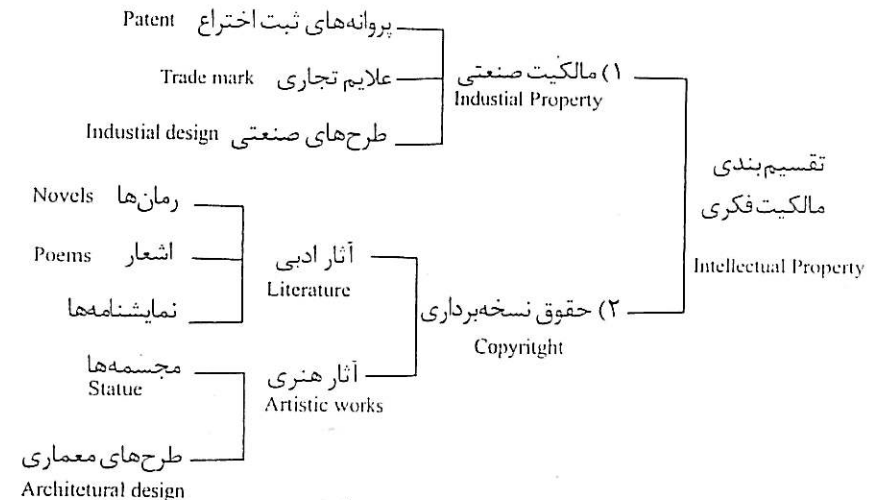 تقسیم‌بندی
مالکیت فکری
Intellectual Property
۱) مالکیت صنعتی
Industial Property
پروانه‌های ثبت اختراع Patent
علایم تجاری Trade mark
طرح‌های صنعتی Industial design
۲) حقوق نسخه‌برداری
Copyritght
آثار ادبی
Literature
رمان‌ها Novels
اشعار Poems
نمایشنامه‌ها
آثار هنری
Artistic works
مجسمه‌ها
Statue
طرح‌های معماری
Architetural design